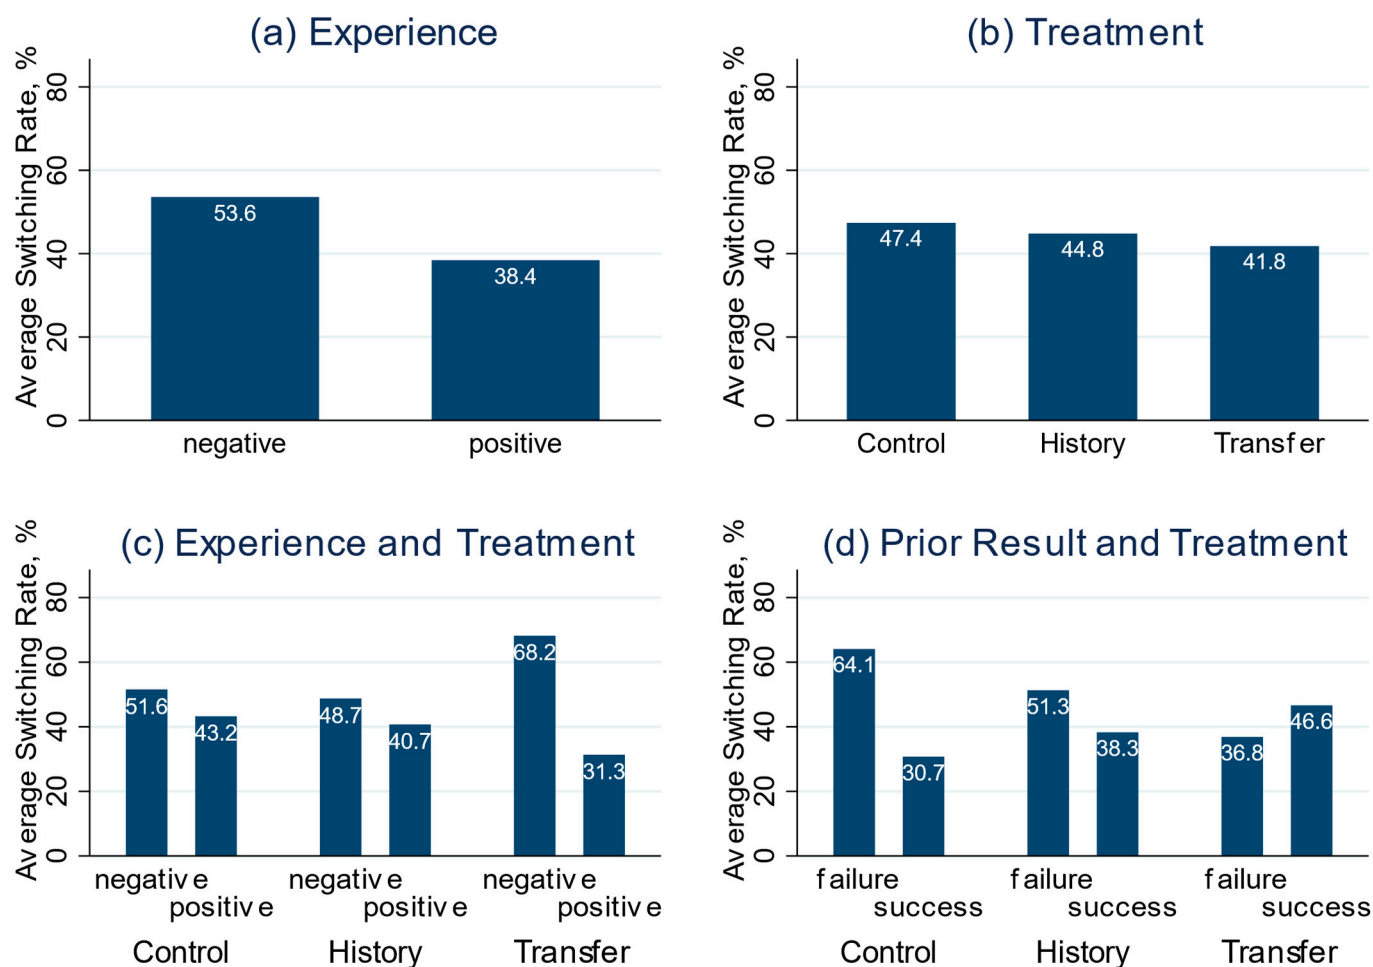 (a) Experience
Average Switching Rate, %
80
60
40
20
0
53.6
38.4
negative
positive
(b) Treatment
Average Switching Rate, %
80
60
40
20
0
47.4
44.8
41.8
Control
History
Transfer
(c) Experience and Treatment
Average Switching Rate, %
80
60
40
20
0
51.6
43.2
48.7
40.7
68.2
31.3
negative
positive
negative
positive
negative
positive
Control
History
Transfer
(d) Prior Result and Treatment
Average Switching Rate, %
80
60
40
20
0
64.1
30.7
51.3
38.3
36.8
46.6
failure
success
failure
success
failure
success
Control
History
Transfer